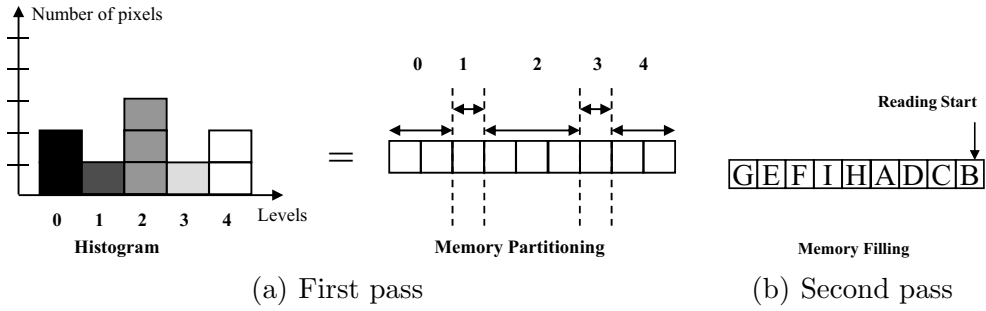 Number of pixels
0 1 2 3 4
Levels
Histogram
=
0 1 2 3 4
Memory Partitioning
(a) First pass
Reading Start
G E F I H A D C B
Memory Filling
(b) Second pass